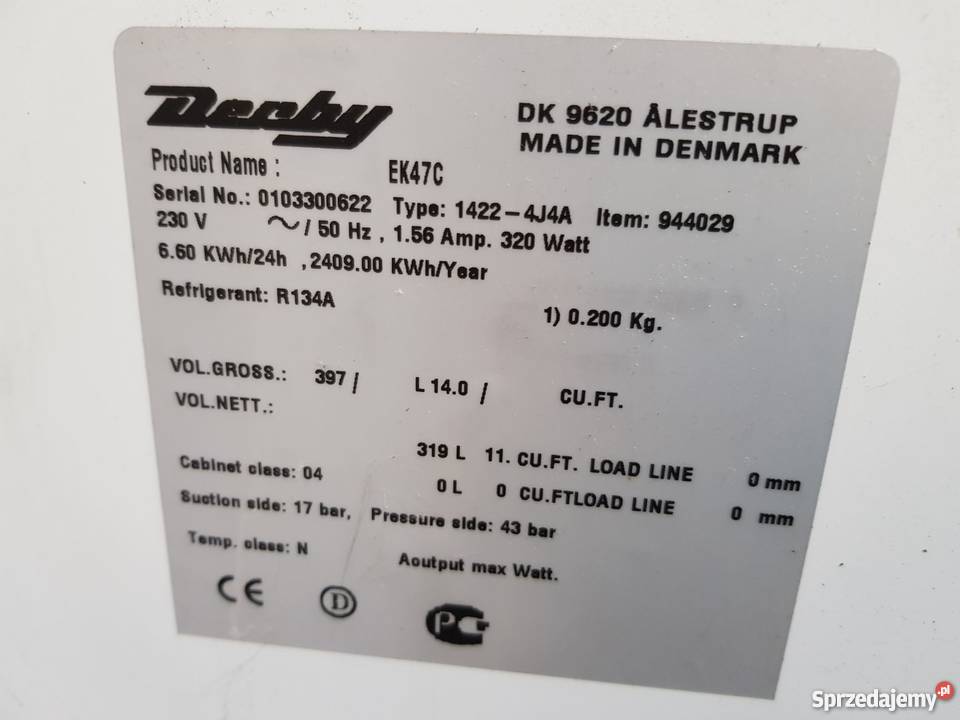 Derby
DK 9620 ÅLESTRUP
MADE IN DENMARK
Product Name : EK47C
Serial No.: 0103300622 Type: 1422-4J4A Item: 944029
230 V ~/ 50 Hz , 1.56 Amp. 320 Watt
6.60 KWh/24h ,2409.00 KWh/Year
Refrigerant: R134A 1) 0.200 Kg.
VOL.GROSS.: 397 / L 14.0 / CU.FT.
VOL.NETT.:
319 L 11. CU.FT. LOAD LINE 0 mm
Cabinet class: 04 0 L 0 CU.FTLOAD LINE 0 mm
Suction side: 17 bar, Pressure side: 43 bar
Temp. class: N Aoutput max Watt.
CE D PG
Sprzedajemy.pl